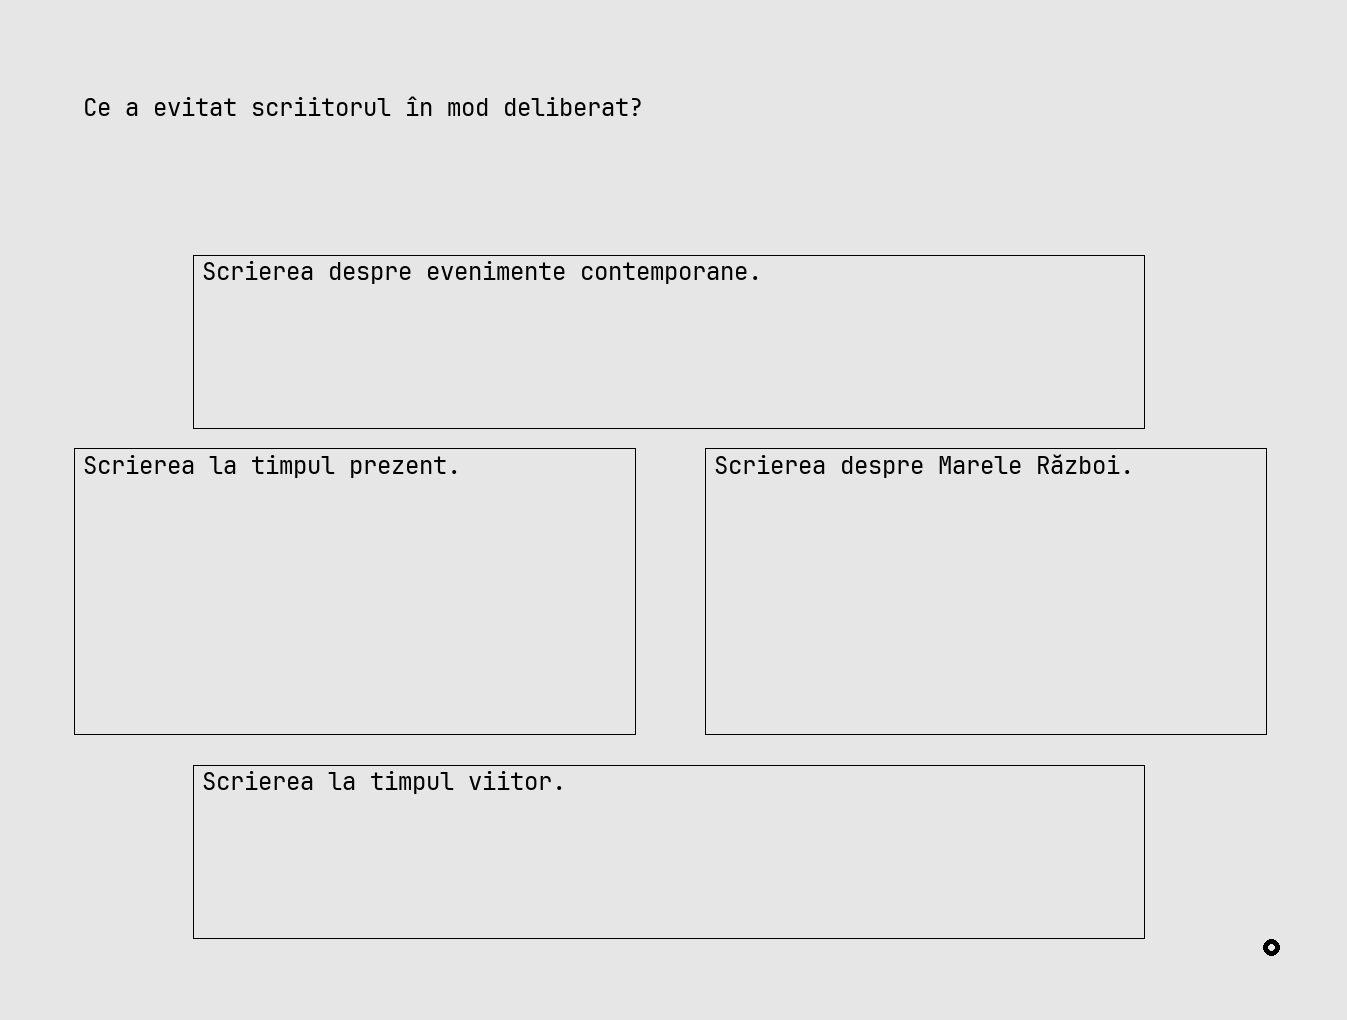 Ce a evitat scriitorul în mod deliberat?
Scrierea despre evenimente contemporane.
Scrierea la timpul prezent.
Scrierea despre Marele Război.
Scrierea la timpul viitor.